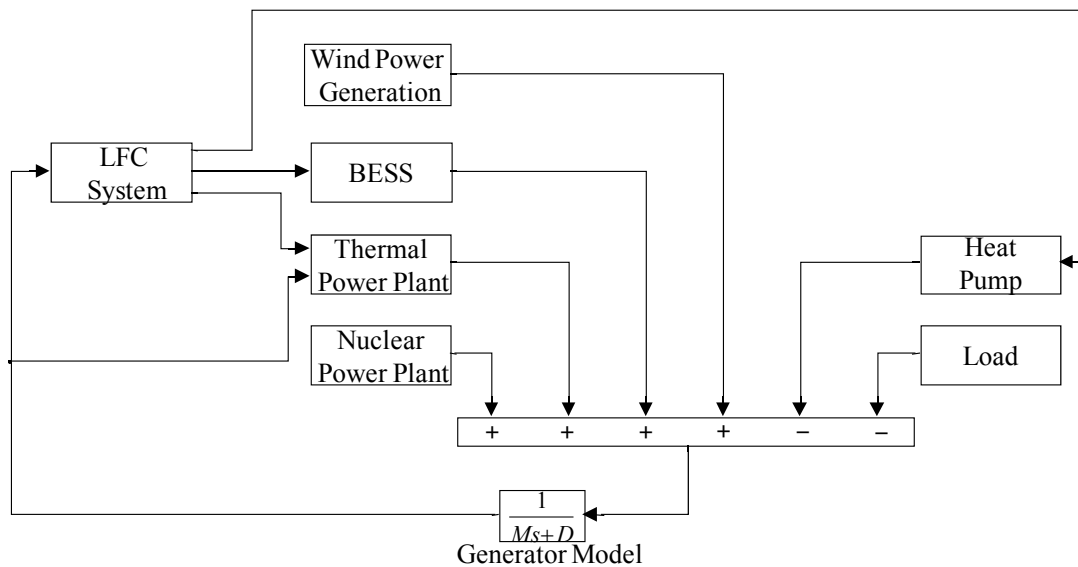 Wind Power
Generation
LFC
System
BESS
Thermal
Power Plant
Heat
Pump
Nuclear
Power Plant
Load
+ + + + − −
1
Ms+D
Generator Model